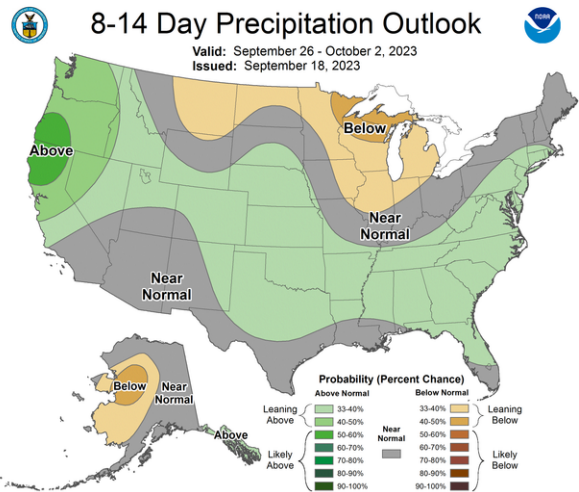 8-14 Day Precipitation Outlook
NOAA
Valid: September 26 - October 2, 2023
Issued: September 18, 2023
Above
Below
Near
Normal
Near
Normal
Below
Near
Normal
Above
Probability (Percent Chance)
Above Normal
Below Normal
Leaning
Above
33-40%
40-50%
Likely
Above
50-60%
60-70%
70-80%
80-90%
90-100%
Near
Normal
33-40%
40-50%
Leaning
Below
50-60%
60-70%
70-80%
80-90%
90-100%
Likely
Below